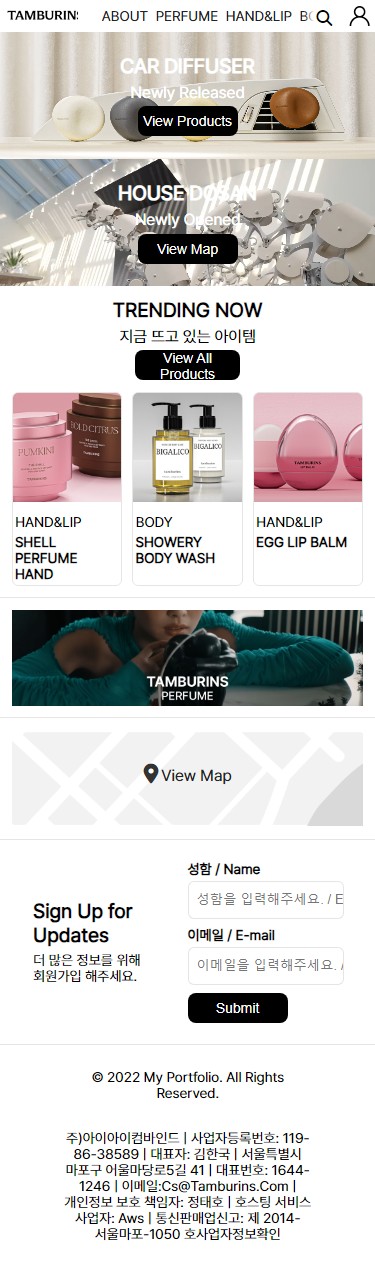 TAMBURINS ABOUT PERFUME HAND&LIP
CAR DIFFUSER
Newly Released
View Products
HOUSE DOSAN
Newly Opened
View Map
TRENDING NOW
지금 뜨고 있는 아이템
View All
Products
PUMKINI
BOLD CITRUS
TAMBURINS
TAMBURINS
BIGALICO
BIGALICO
TAMBURINS
HAND&LIP
SHELL
PERFUME
HAND
BODY
SHOWERY
BODY WASH
HAND&LIP
EGG LIP BALM
TAMBURINS
PERFUME
View Map
Sign Up for
Updates
더 많은 정보를 위해
회원가입 해주세요.
성함 / Name
성함을 입력해주세요. / E
이메일 / E-mail
이메일을 입력해주세요. /
Submit
© 2022 My Portfolio. All Rights
Reserved.
주)아이아이컴바인드 | 사업자등록번호: 119-
86-38589 | 대표자: 김한국 | 서울특별시
마포구 어울마당로5길 41 | 대표번호: 1644-
1246 | 이메일:Cs@Tamburins.Com |
개인정보 보호 책임자: 정태호 | 호스팅 서비스
사업자: Aws | 통신판매업신고: 제 2014-
서울마포-1050 호사업자정보확인